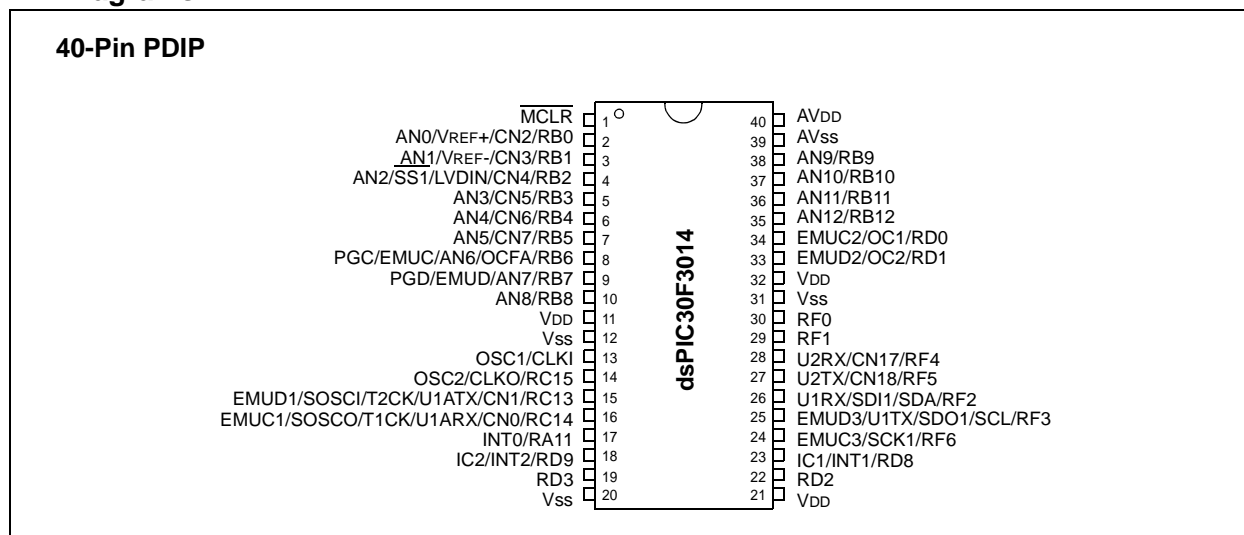 40-Pin PDIP
MCLR 1
AN0/VREF+/CN2/RB0 2
AN1/VREF-/CN3/RB1 3
AN2/SS1/LVDIN/CN4/RB2 4
AN3/CN5/RB3 5
AN4/CN6/RB4 6
AN5/CN7/RB5 7
PGC/EMUC/AN6/OCFA/RB6 8
PGD/EMUD/AN7/RB7 9
AN8/RB8 10
VDD 11
Vss 12
OSC1/CLKI 13
OSC2/CLKO/RC15 14
EMUD1/SOSCI/T2CK/U1ATX/CN1/RC13 15
EMUC1/SOSCO/T1CK/U1ARX/CN0/RC14 16
INT0/RA11 17
IC2/INT2/RD9 18
RD3 19
Vss 20
dsPIC30F3014
40 AVDD
39 AVss
38 AN9/RB9
37 AN10/RB10
36 AN11/RB11
35 AN12/RB12
34 EMUC2/OC1/RD0
33 EMUD2/OC2/RD1
32 VDD
31 Vss
30 RF0
29 RF1
28 U2RX/CN17/RF4
27 U2TX/CN18/RF5
26 U1RX/SDI1/SDA/RF2
25 EMUD3/U1TX/SDO1/SCL/RF3
24 EMUC3/SCK1/RF6
23 IC1/INT1/RD8
22 RD2
21 VDD